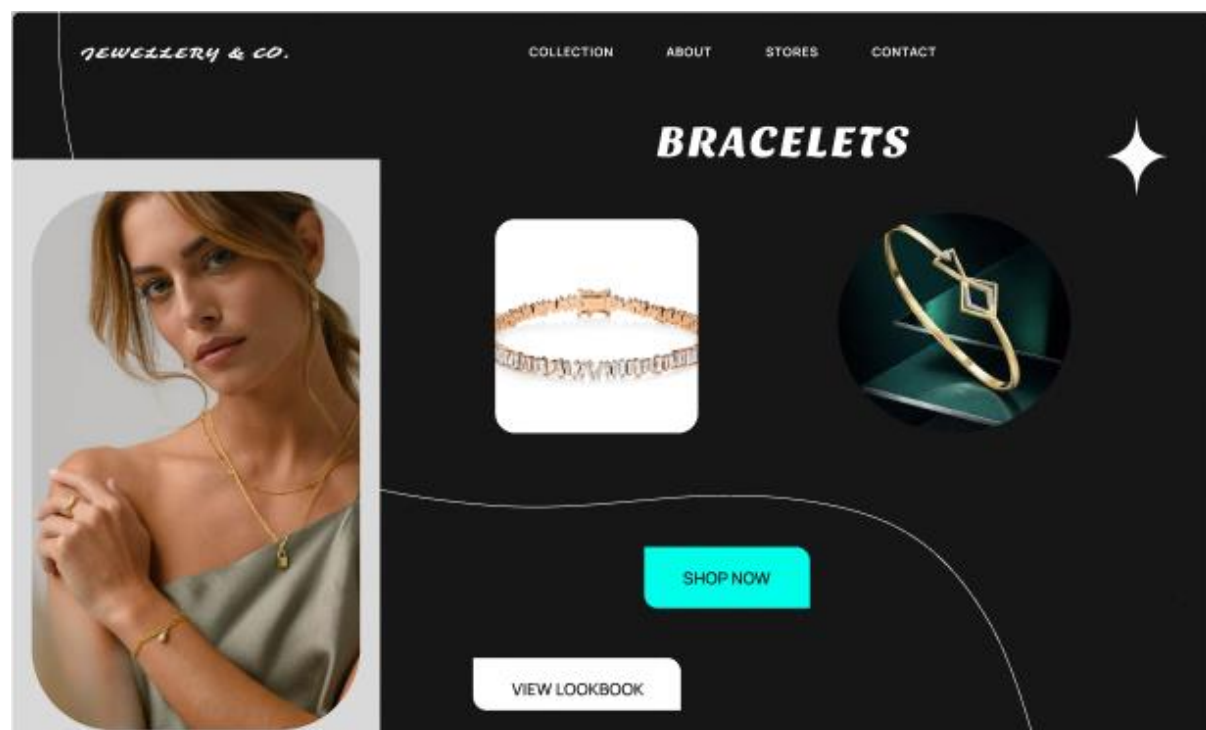 JEWELLERY & CO.
COLLECTION ABOUT STORES CONTACT
BRACELETS
SHOP NOW
VIEW LOOKBOOK